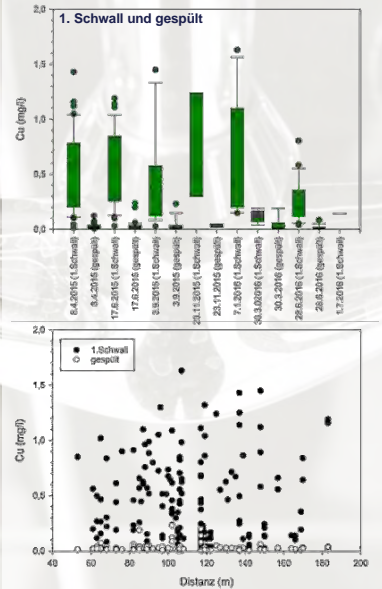 1. Schwall und gespült
Cu (mg/l)
2,0
1,5
1,0
0,5
0,0
8.4.2015 (1.Schwall)
8.4.2015 (gespült)
17.6.2015 (1.Schwall)
17.6.2015 (gespült)
3.9.2015 (1.Schwall)
3.9.2015 (gespült)
23.11.2015 (1.Schwall)
23.11.2015 (gespült)
7.1.2016 (1.Schwall)
30.3.2016 (1.Schwall)
30.3.2016 (gespült)
28.6.2016 (1.Schwall)
28.6.2016 (gespült)
1.7.2016 (1.Schwall)
Cu (mg/l)
2,0
1,5
1,0
0,5
0,0
1.Schwall
gespült
40 60 80 100 120 140 160 180 200
Distanz (m)